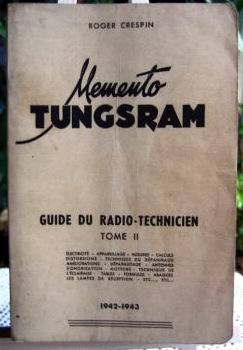 ROGER CRESPIN
Memento
TUNGSRAM
GUIDE DU RADIO-TECHNICIEN
TOME II
ÉLECTRICITÉ - APPAREILLAGE - MESURES - CALCULS
DISTORSIONS - TECHNIQUE DU DÉPANNAGE
AMÉLIORATIONS - DÉPARASITAGE - ANTENNES
SONORISATION - MOTEURS - TECHNIQUE DE
L'ÉCLAIRAGE - TABLES - FORMULES - ABAQUES
LES LAMPES DE RÉCEPTION - ETC..., ETC...
1942-1943